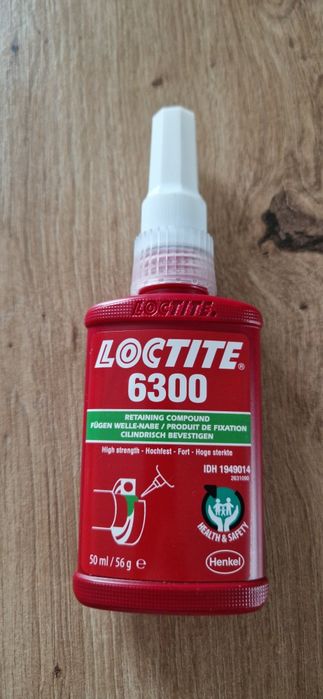 LOCTITE.
LOCTITE®
6300
RETAINING COMPOUND
FÜGEN WELLE-NABE / PRODUIT DE FIXATION
CILINDRISCH BEVESTIGEN
High strength - Hochfest - Fort - Hoge sterkte
IDH 1949014
2631090
HEALTH & SAFETY
50 ml / 56 g e
Henkel